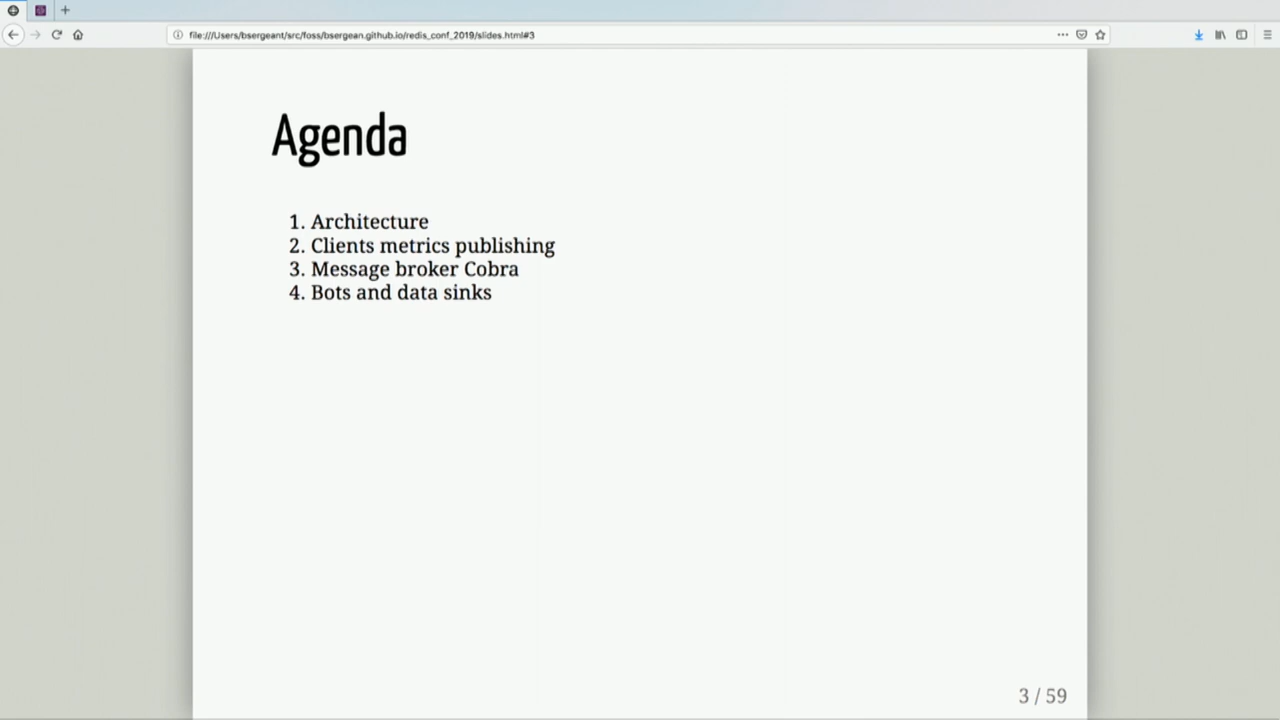 file:///Users/bsergeant/src/foss/bsergean.github.io/redis_conf_2019/slides.html#3
Agenda
1. Architecture
2. Clients metrics publishing
3. Message broker Cobra
4. Bots and data sinks
3 / 59